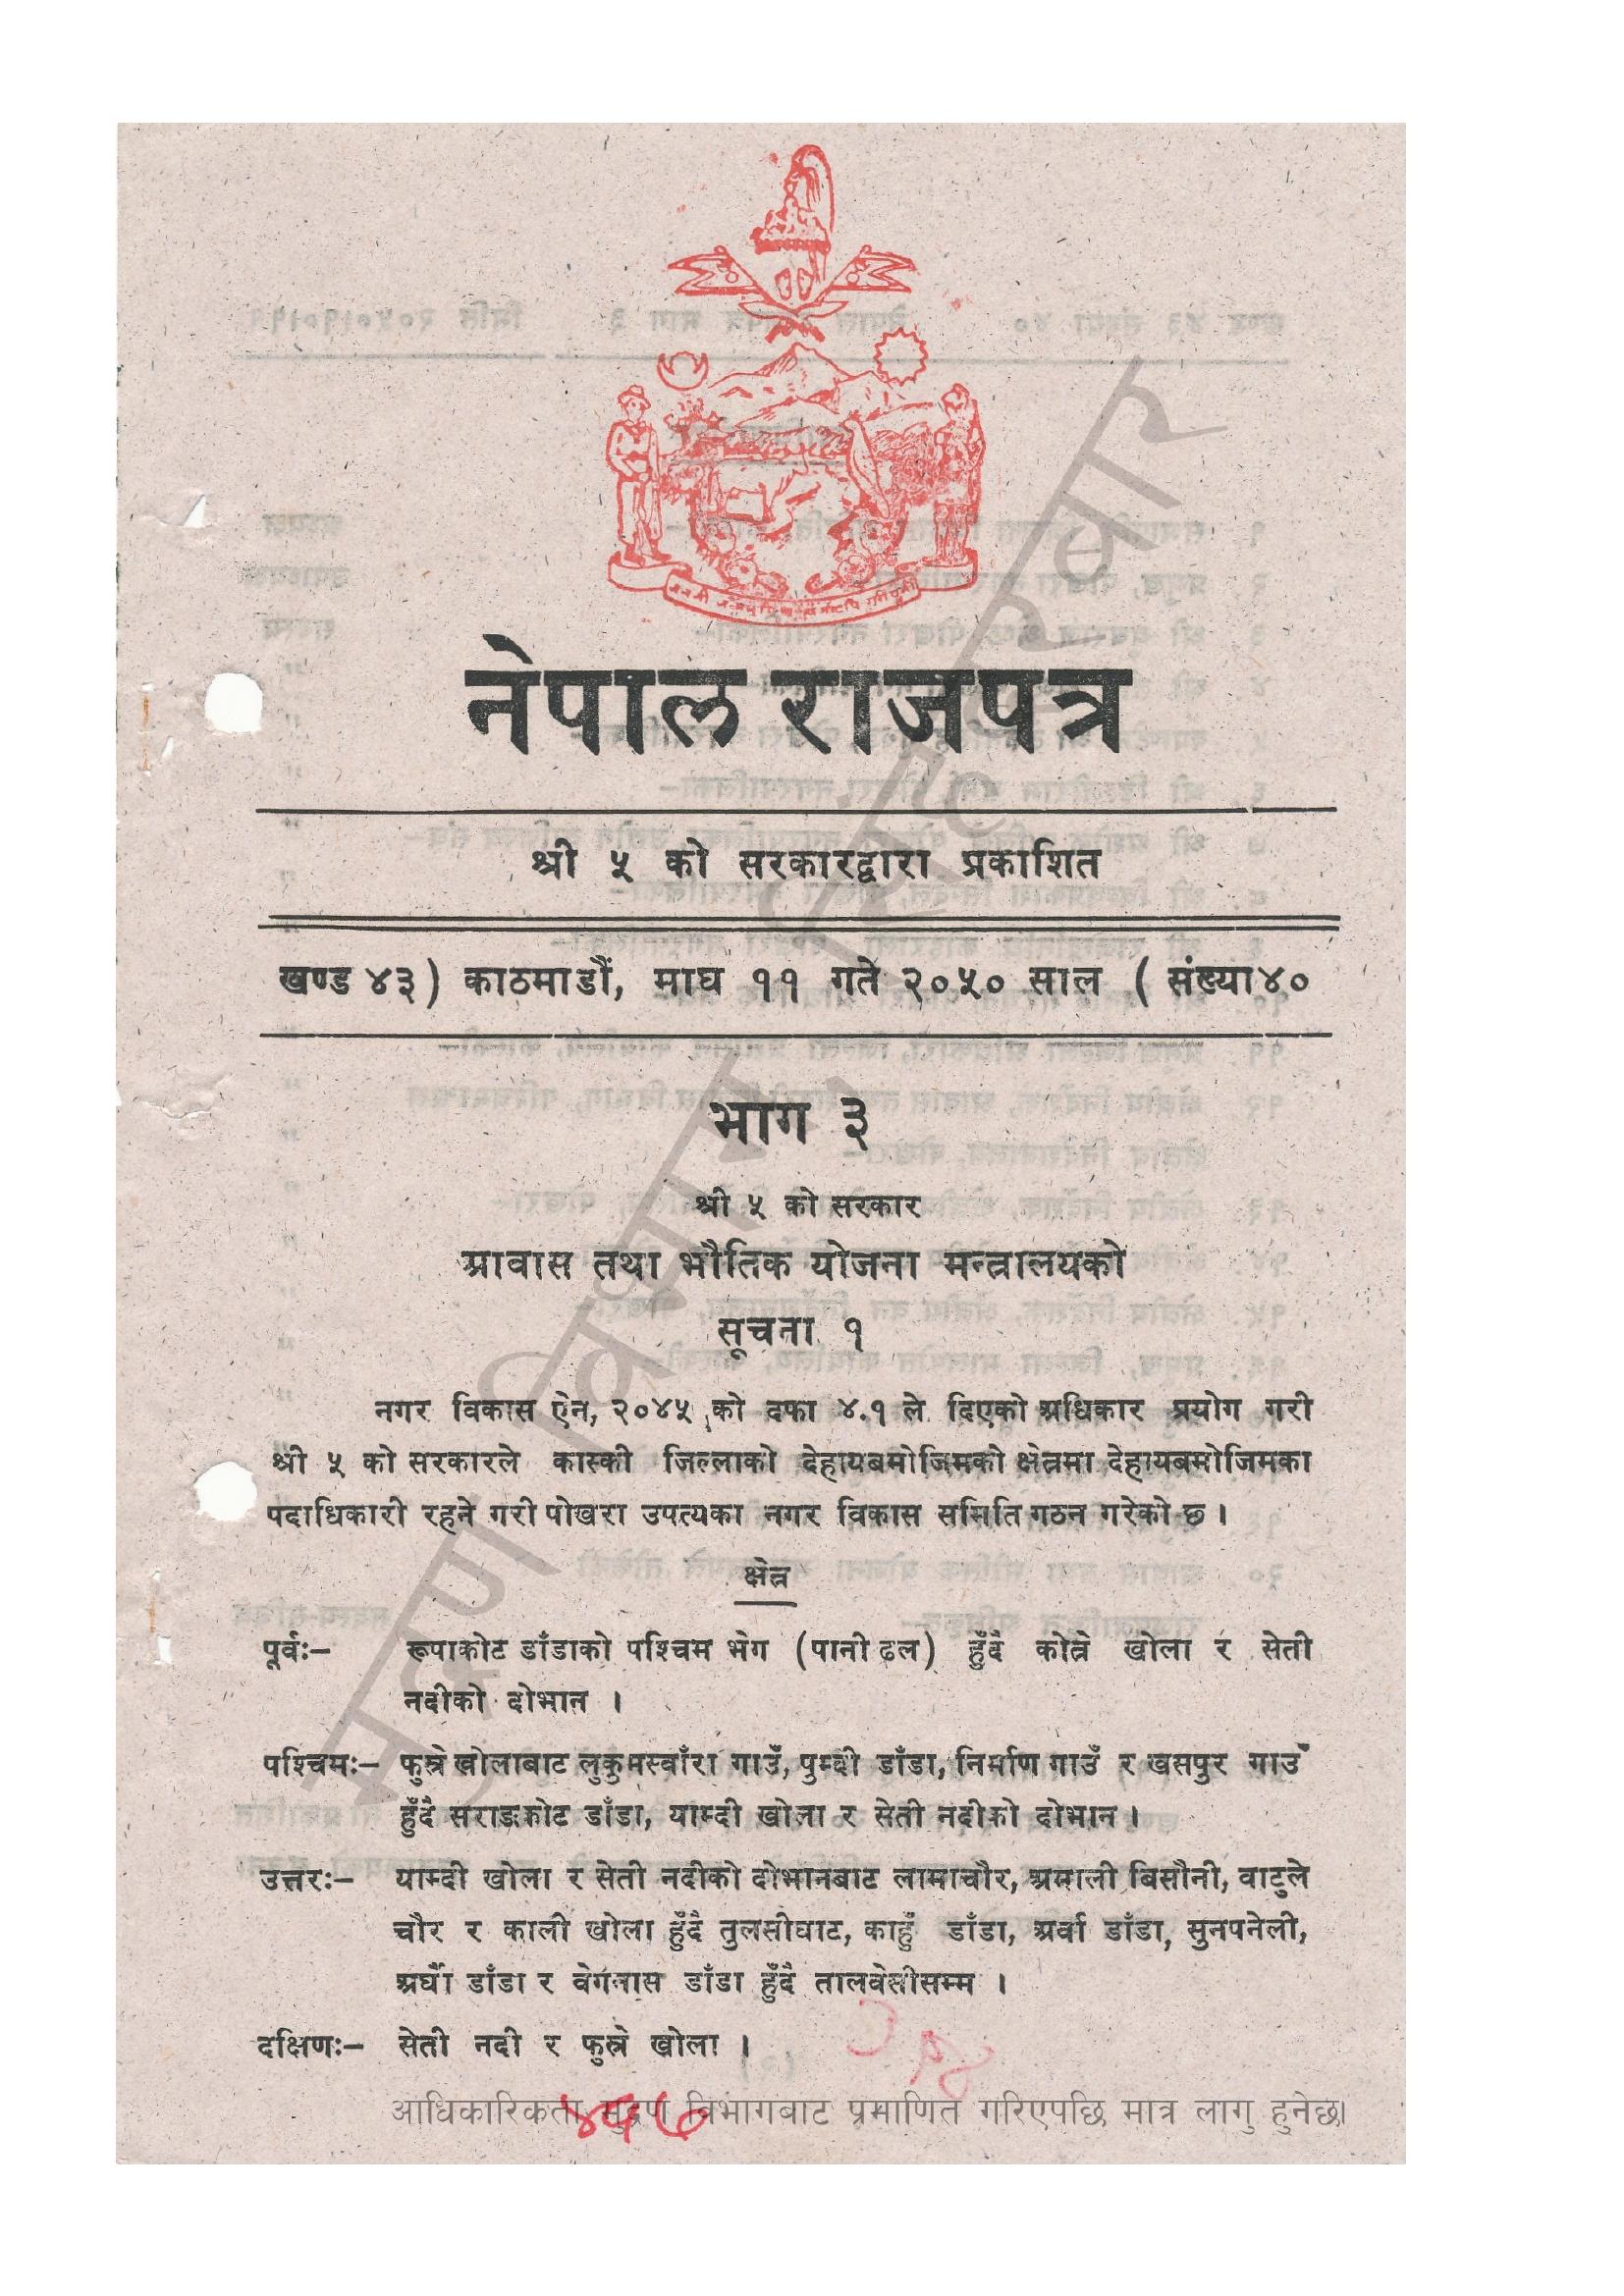 नेपाल राजपत्र
श्री ५ को सरकारद्वारा प्रकाशित
खण्ड ४३) काठमाडौं, माघ ११ गते २०५० साल ( संख्या४०
भाग ३
श्री ५ को सरकार
आवास तथा भौतिक योजना मन्त्रालयको
सूचना १
नगर विकास ऐन, २०४५ को दफा ४.१ ले दिएको अधिकार प्रयोग गरी
श्री ५ को सरकारले कास्की जिल्लाको देहायबमोजिमको क्षेत्रमा देहायबमोजिमका
पदाधिकारी रहने गरी पोखरा उपत्यका नगर विकास समिति गठन गरेको छ ।
क्षेत्र
पूर्वः– रूपाकोट डाँडाको पश्चिम भेग (पानी ढल) हुँदै कोत्रे खोला र सेती
नदीको दोभान ।
पश्चिमः– फुस्रे खोलाबाट लुकुमस्वाँरा गाउँ, पुम्दी डाँडा, निर्माण गाउँ र खसपुर गाउँ
हुँदै सराङकोट डाँडा, याम्दी खोला र सेती नदीको दोभान ।
उत्तरः– याम्दी खोला र सेती नदीको दोभानबाट लामाचौर, अमाली बिसौनी, वाटुले
चौर र काली खोला हुँदै तुलसीघाट, काहुँ डाँडा, अर्वा डाँडा, सुनपनेली,
अर्घौं डाँडा र वेगनास डाँडा हुँदै तालवेसीसम्म ।
दक्षिणः– सेती नदी र फुस्रे खोला ।
४५७
आधिकारिकता मुद्रण विभागबाट प्रमाणित गरिएपछि मात्र लागु हुनेछ।